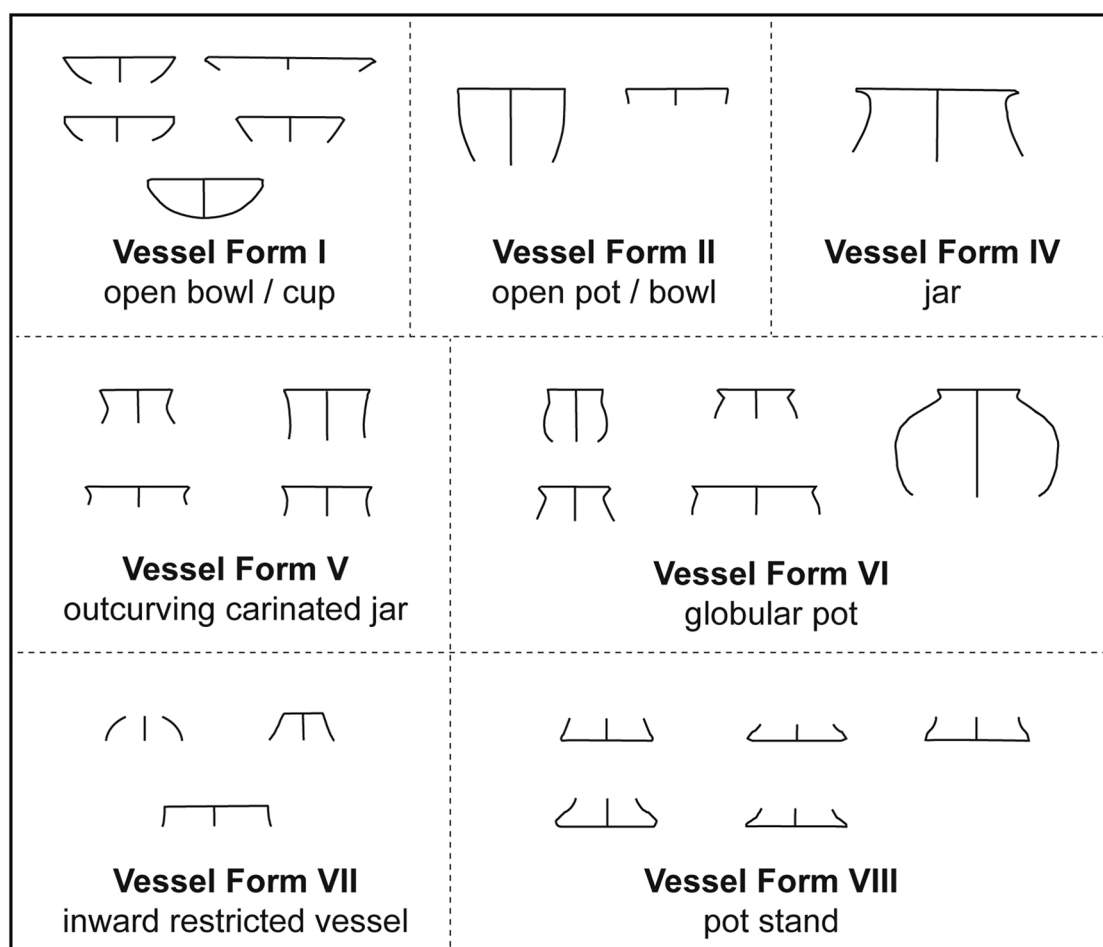 Vessel Form I
open bowl / cup
Vessel Form II
open pot / bowl
Vessel Form IV
jar
Vessel Form V
outcurving carinated jar
Vessel Form VI
globular pot
Vessel Form VII
inward restricted vessel
Vessel Form VIII
pot stand